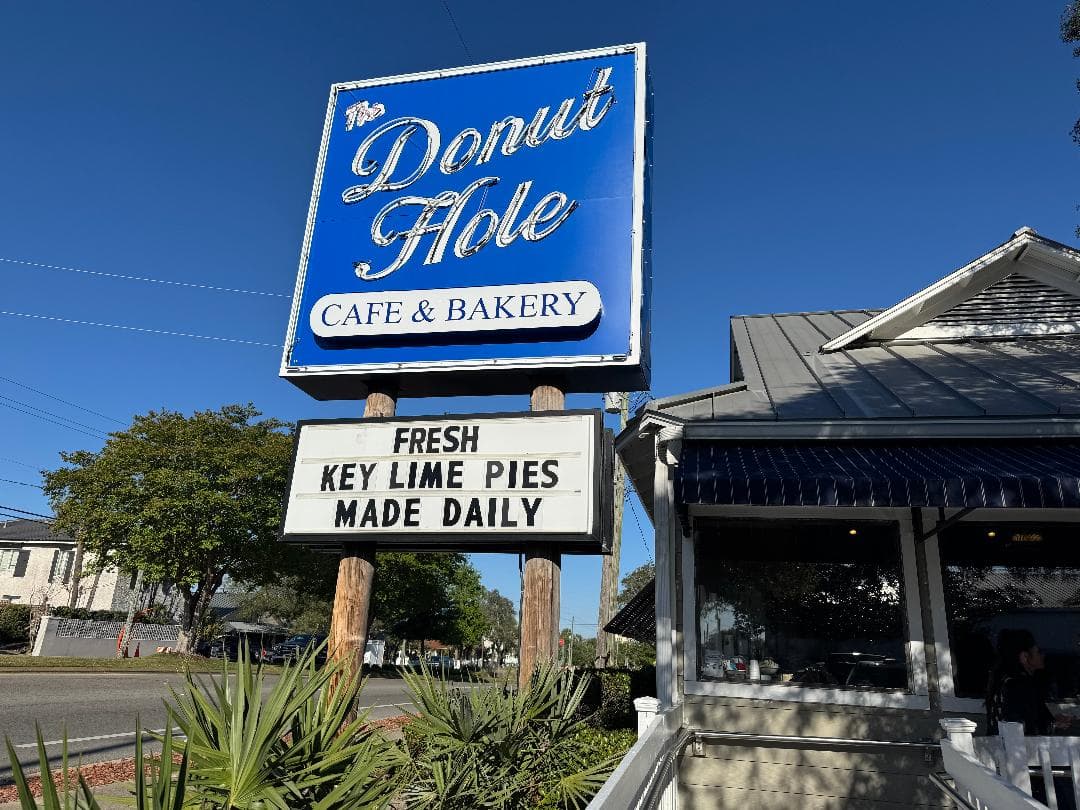 The
Donut
Hole
CAFE & BAKERY
FRESH
KEY LIME PIES
MADE DAILY